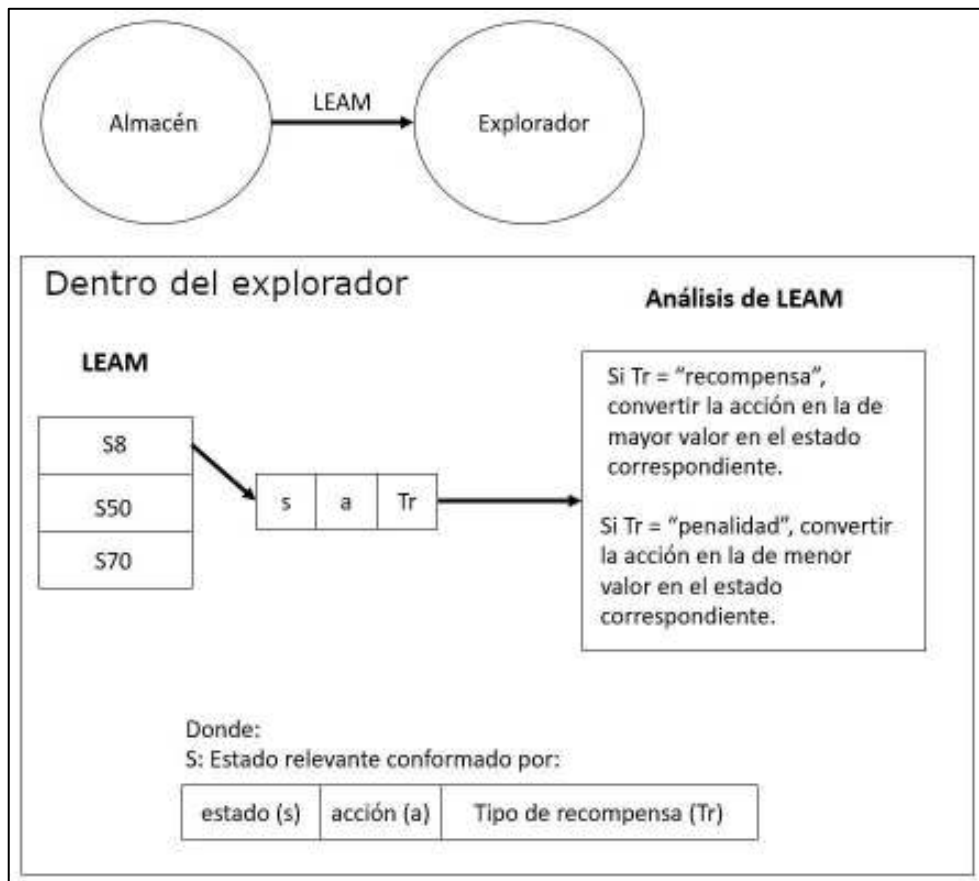 Almacén
LEAM
Explorador
Dentro del explorador
LEAM
S8
S50
S70
s
a
Tr
Análisis de LEAM
Si Tr = “recompensa”,
convertir la acción en la de
mayor valor en el estado
correspondiente.
Si Tr = “penalidad”, convertir
la acción en la de menor
valor en el estado
correspondiente.
Donde:
S: Estado relevante conformado por:
estado (s)
acción (a)
Tipo de recompensa (Tr)